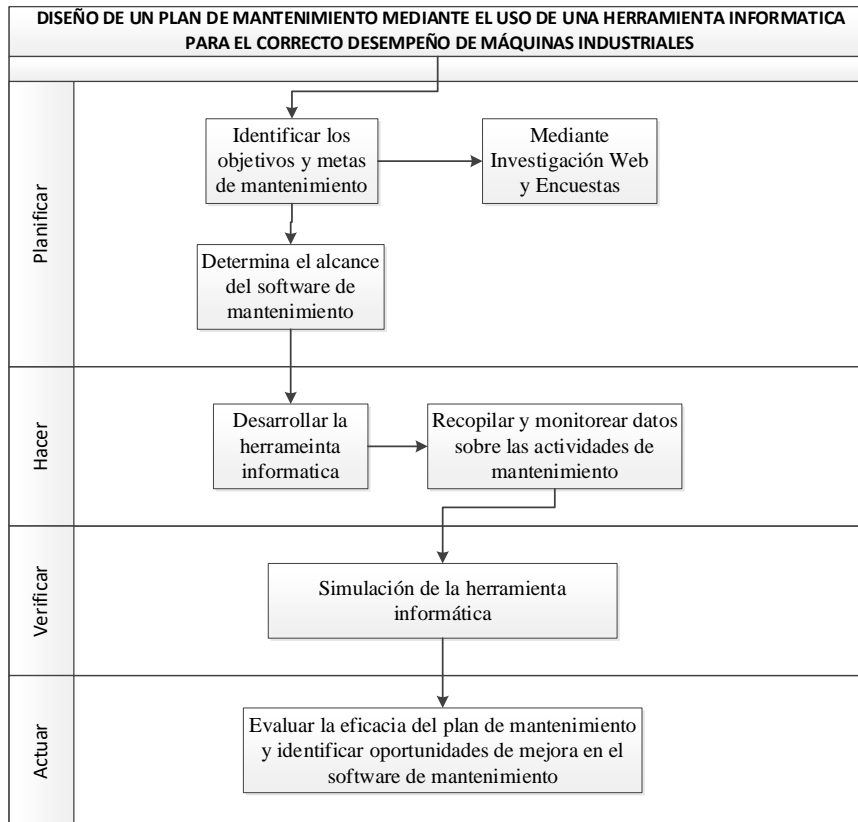 DISEÑO DE UN PLAN DE MANTENIMIENTO MEDIANTE EL USO DE UNA HERRAMIENTA INFORMATICA
PARA EL CORRECTO DESEMPEÑO DE MÁQUINAS INDUSTRIALES
Planificar
Identificar los
objetivos y metas
de mantenimiento
Mediante
Investigación Web
y Encuestas
Determina el alcance
del software de
mantenimiento
Hacer
Desarrollar la
herrameinta
informatica
Recopilar y monitorear datos
sobre las actividades de
mantenimiento
Verificar
Simulación de la herramienta
informática
Actuar
Evaluar la eficacia del plan de mantenimiento
y identificar oportunidades de mejora en el
software de mantenimiento